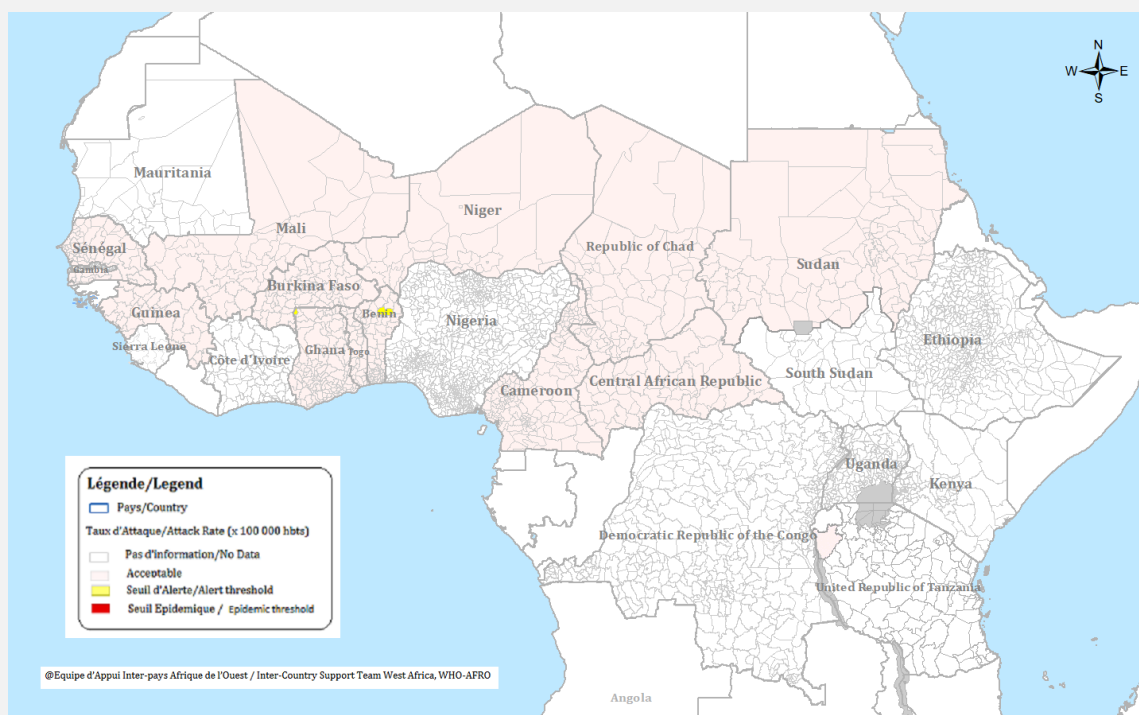 N
W E
S
Mauritania
Mali
Niger
Republic of Chad
Sudan
Sénégal
Gambia
Burkina Faso
Benin
Guinea
Nigeria
Ethiopia
Sierra Leone
Côte d'Ivoire
Ghana
Togo
South Sudan
Cameroon
Central African Republic
Uganda
Kenya
Democratic Republic of the Congo
United Republic of Tanzania
Angola
Légende/Legend
Pays/Country
Taux d'Attaque/Attack Rate (x 100 000 hbts)
Pas d'information/No Data
Acceptable
Seuil d'Alerte/Alert threshold
Seuil Epidemique / Epidemic threshold
@Equipe d'Appui Inter-pays Afrique de l'Ouest / Inter-Country Support Team West Africa, WHO-AFRO